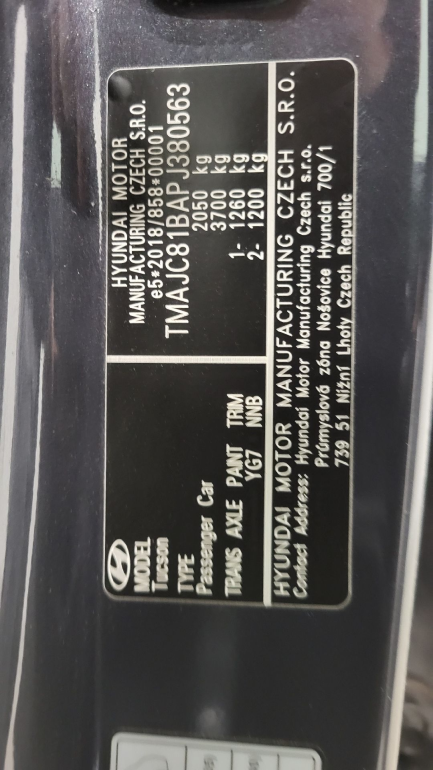 MODEL
Tucson
TYPE
Passenger Car
TRANS AXLE PAINT TRIM
YG7 NNB
HYUNDAI MOTOR
MANUFACTURING CZECH S.R.O.
e5*2018/858*00001
TMAJC81BAPJ380563
2050 kg
3700 kg
1- 1260 kg
2- 1200 kg
HYUNDAI MOTOR MANUFACTURING CZECH S.R.O.
Contact Address: Hyundai Motor Manufacturing Czech s.r.o.
Průmyslová zóna Nošovice Hyundai 700/1
739 51 Nižní Lhoty Czech Republic